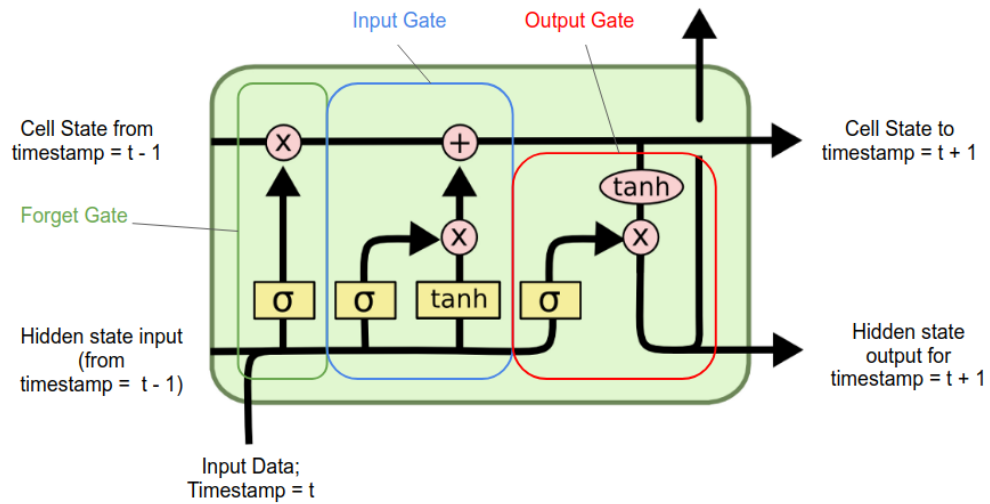 Input Gate
Output Gate
Cell State from
timestamp = t - 1
x
+
Cell State to
timestamp = t + 1
tanh
Forget Gate
x
x
σ
σ
tanh
σ
Hidden state input
(from
timestamp = t - 1)
Hidden state
output for
timestamp = t + 1
Input Data;
Timestamp = t